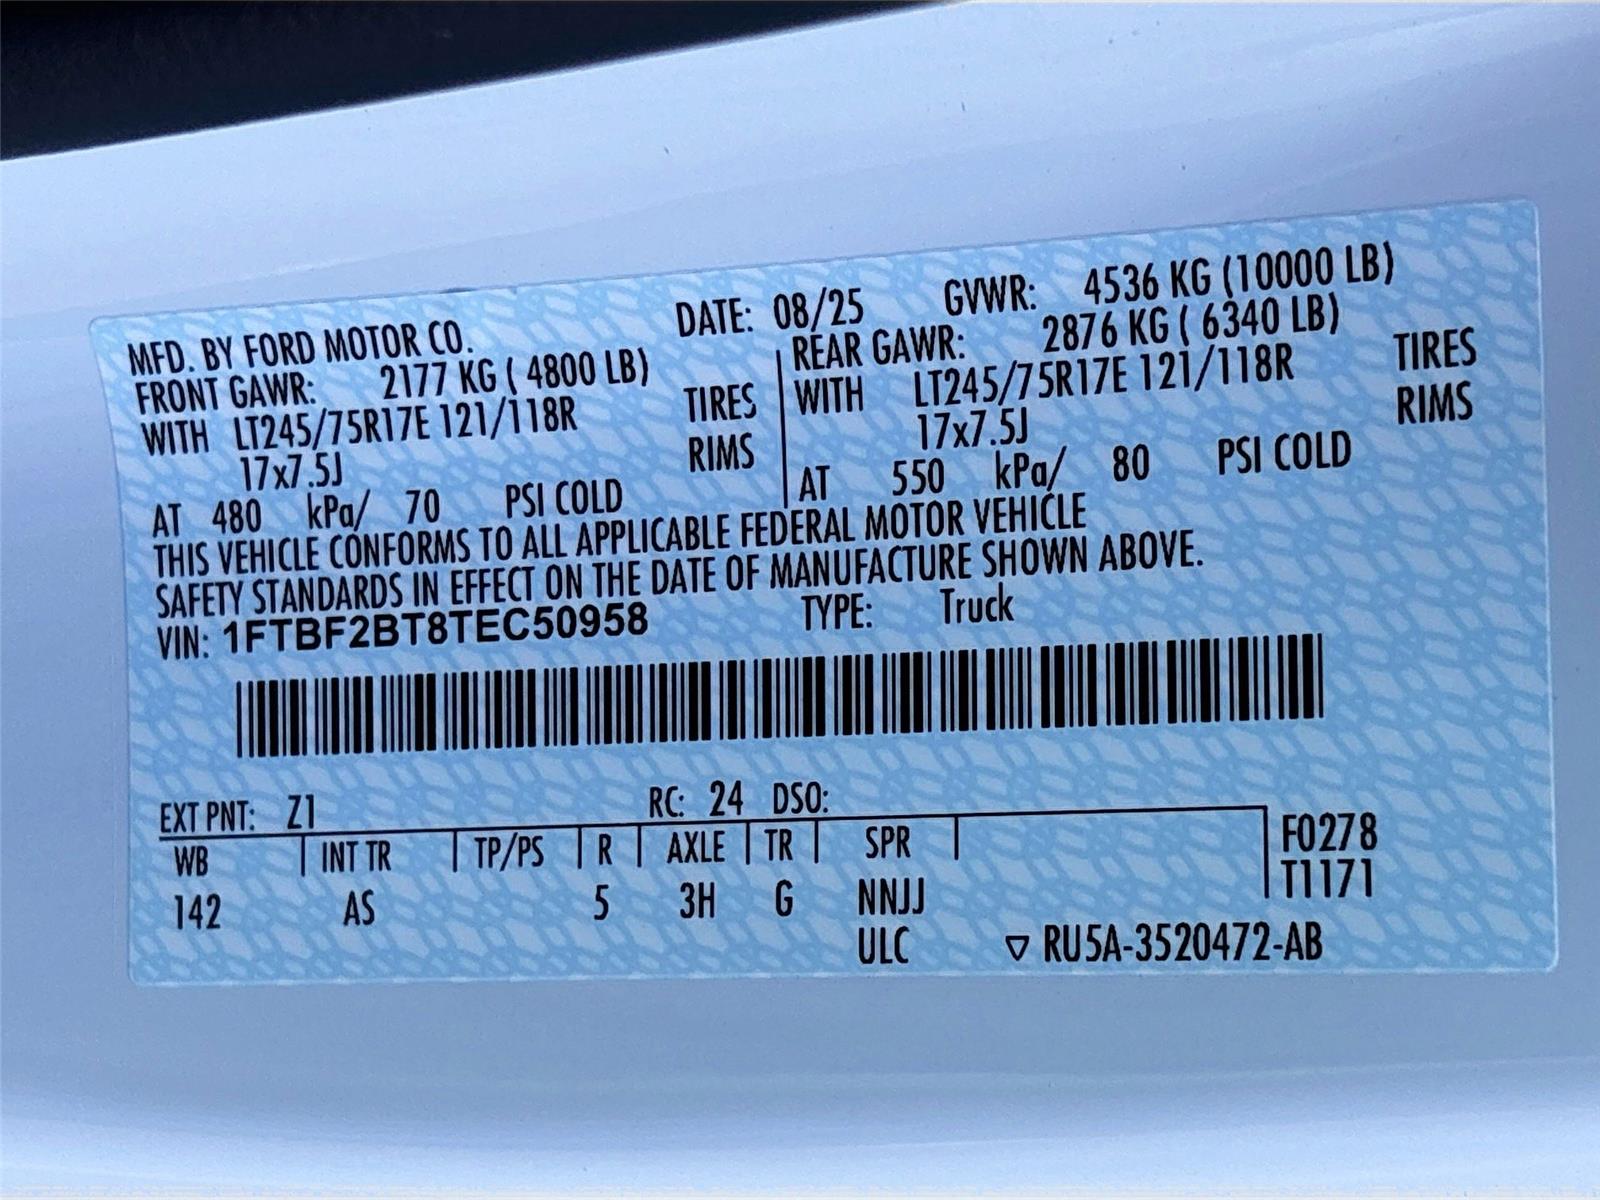 MFD. BY FORD MOTOR CO. DATE: 08/25 GVWR: 4536 KG (10000 LB)
FRONT GAWR: 2177 KG ( 4800 LB) REAR GAWR: 2876 KG ( 6340 LB)
WITH LT245/75R17E 121/118R TIRES WITH LT245/75R17E 121/118R TIRES
17x7.5J RIMS 17x7.5J RIMS
AT 480 kPa/ 70 PSI COLD AT 550 kPa/ 80 PSI COLD
THIS VEHICLE CONFORMS TO ALL APPLICABLE FEDERAL MOTOR VEHICLE
SAFETY STANDARDS IN EFFECT ON THE DATE OF MANUFACTURE SHOWN ABOVE.
VIN: 1FTBF2BT8TEC50958 TYPE: Truck
EXT PNT: Z1 RC: 24 DSO:
WB INT TR TP/PS R AXLE TR SPR F0278
142 AS 5 3H G NNJJ T1171
ULC ▽ RU5A-3520472-AB